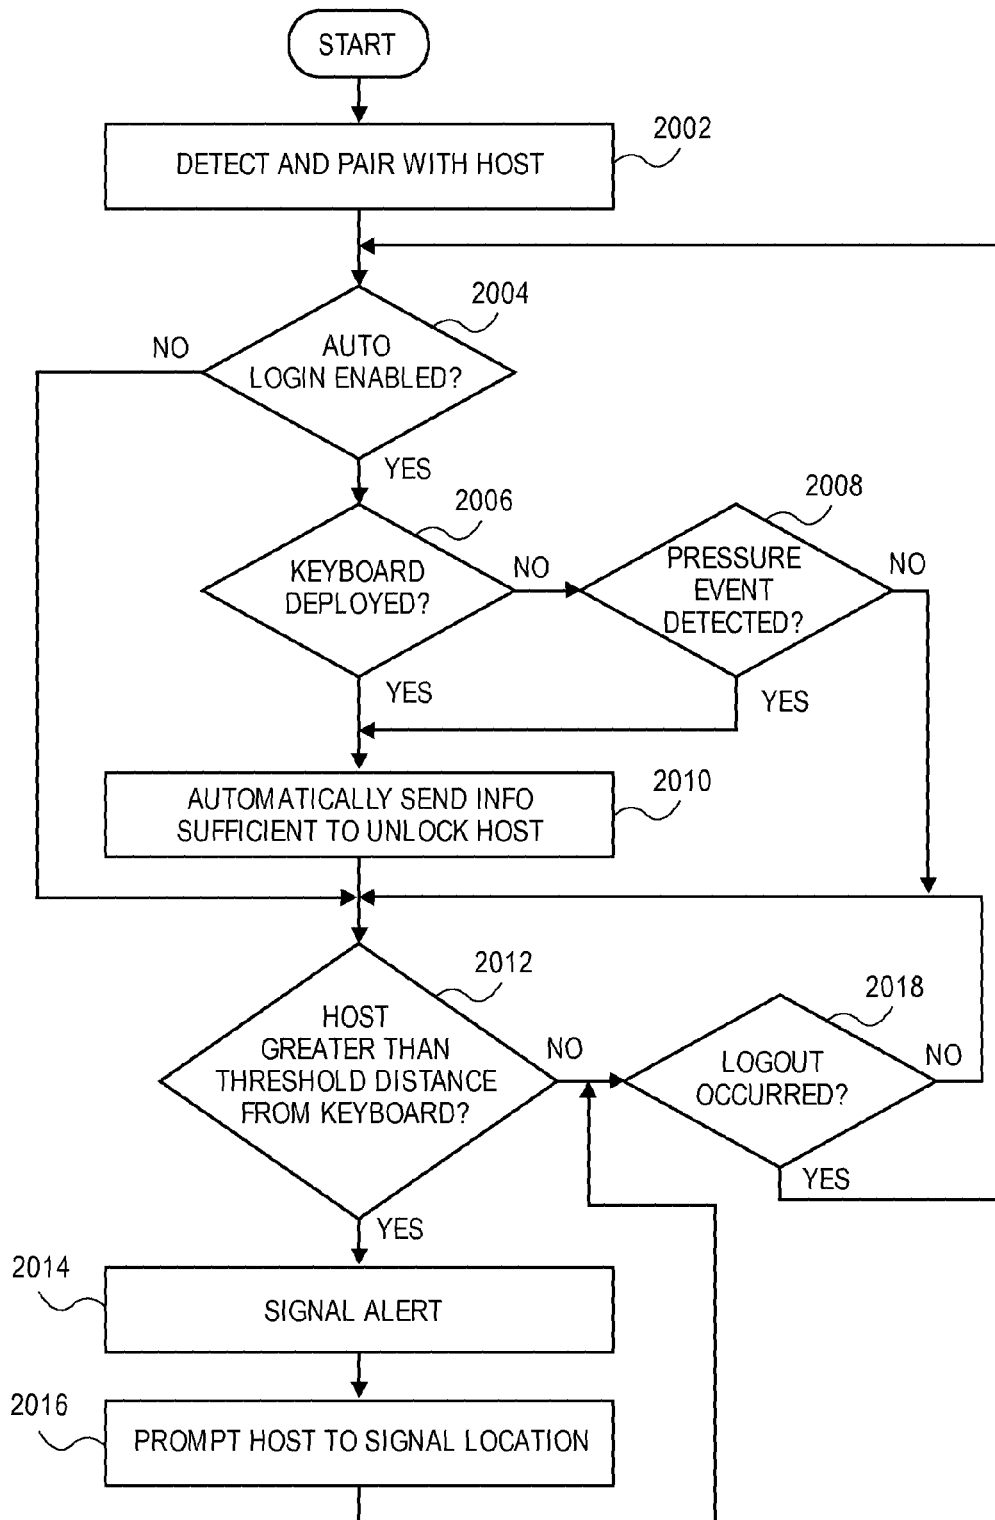 START
2002
DETECT AND PAIR WITH HOST
2004
NO
AUTO
LOGIN ENABLED?
YES
2006
2008
KEYBOARD
DEPLOYED?
NO
PRESSURE
EVENT
DETECTED?
NO
YES
YES
2010
AUTOMATICALLY SEND INFO
SUFFICIENT TO UNLOCK HOST
2012
2018
HOST
GREATER THAN
THRESHOLD DISTANCE
FROM KEYBOARD?
NO
LOGOUT
OCCURRED?
NO
YES
YES
2014
SIGNAL ALERT
2016
PROMPT HOST TO SIGNAL LOCATION